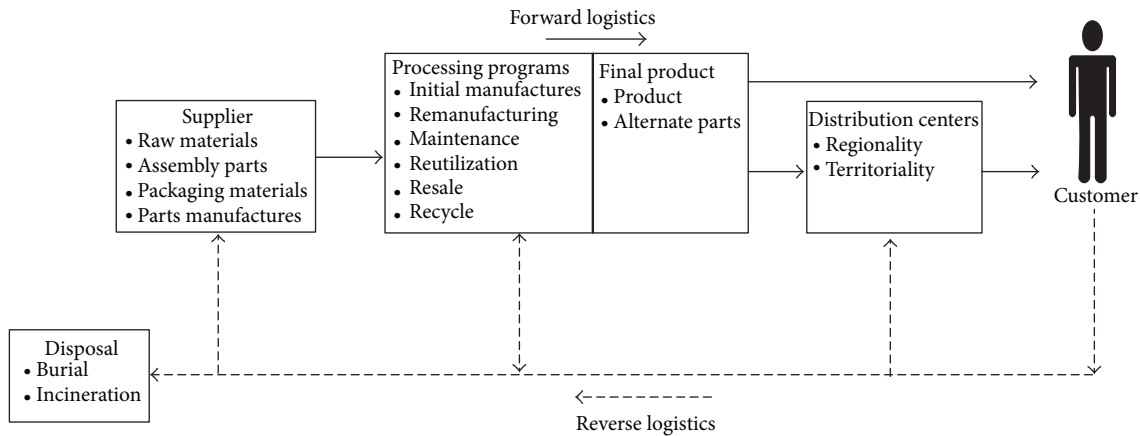 Forward logistics
Supplier
• Raw materials
• Assembly parts
• Packaging materials
• Parts manufactures
Processing programs
• Initial manufactures
• Remanufacturing
• Maintenance
• Reutilization
• Resale
• Recycle
Final product
• Product
• Alternate parts
Distribution centers
• Regionality
• Territoriality
Customer
Disposal
• Burial
• Incineration
Reverse logistics